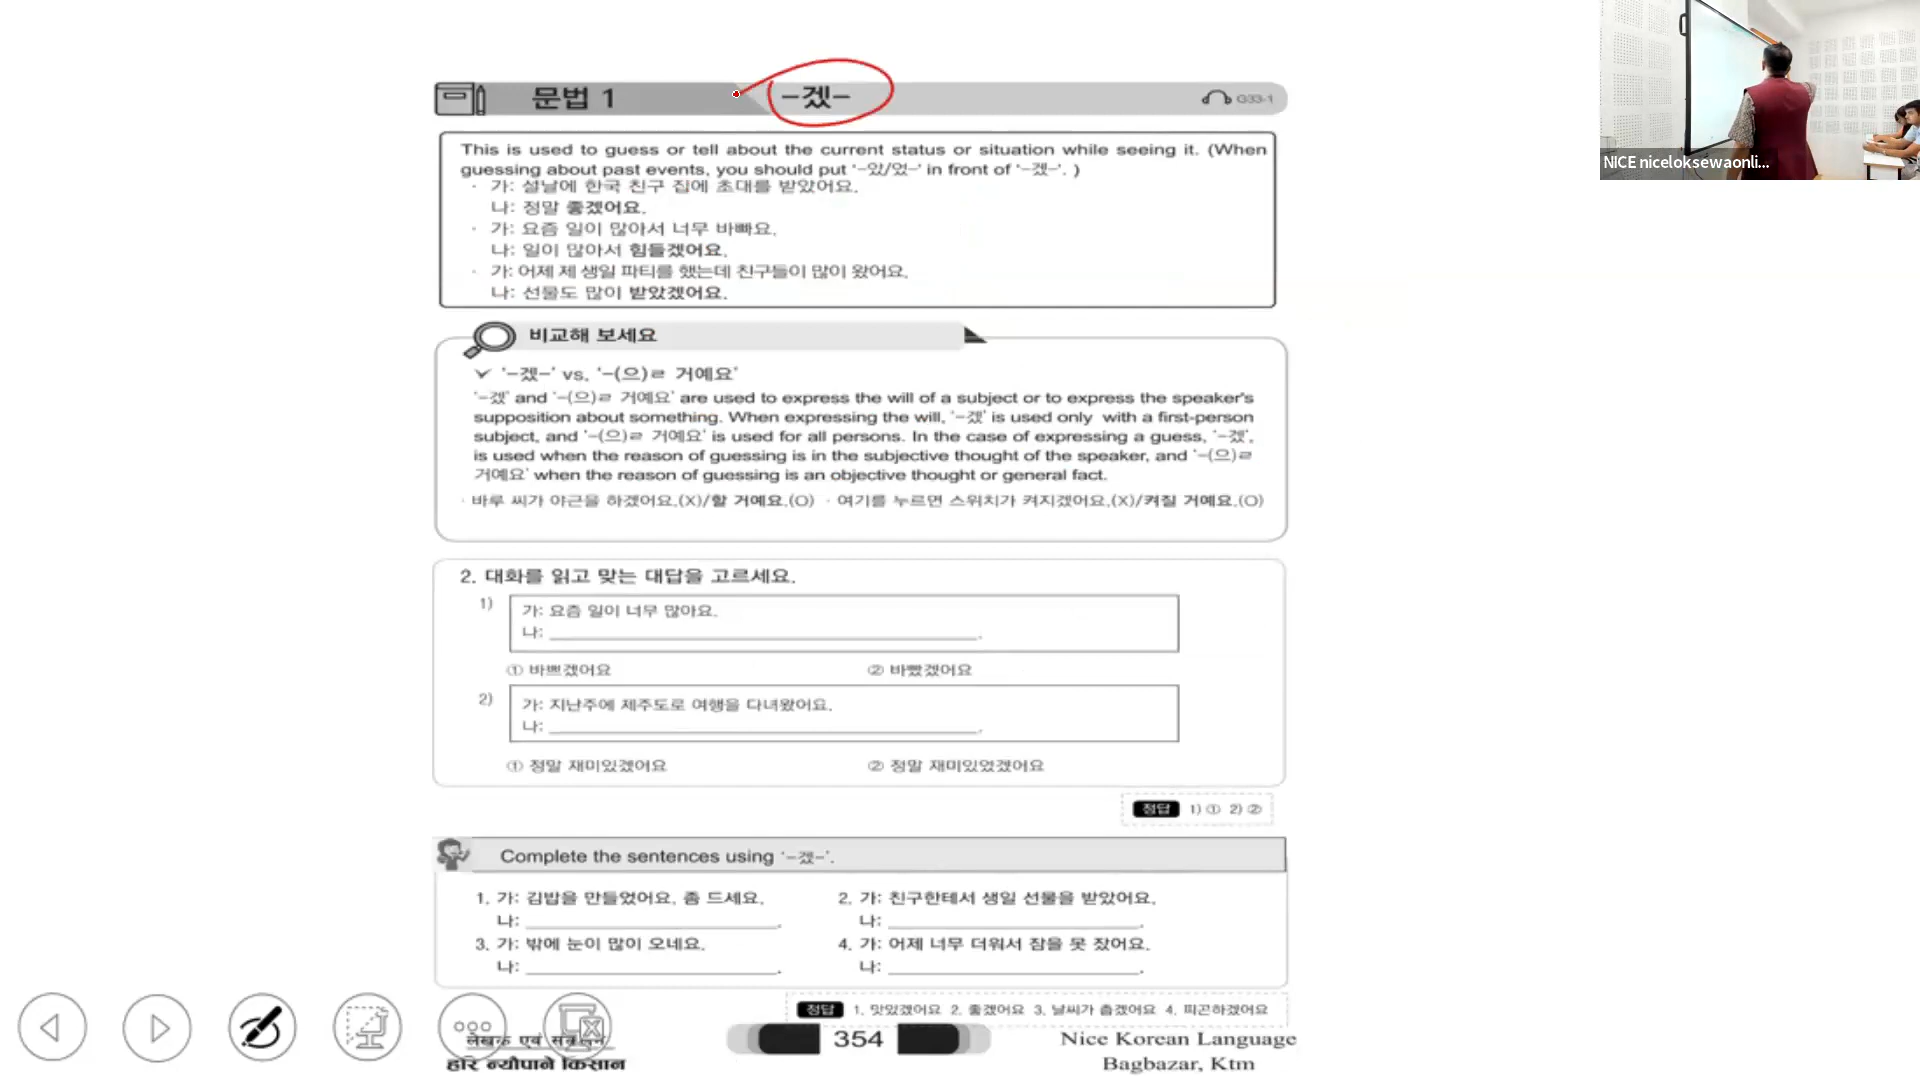 문법 1
-겠-
G33-1
This is used to guess or tell about the current status or situation while seeing it. (When
guessing about past events, you should put '-았/었-' in front of '-겠-'. )
· 가: 설날에 한국 친구 집에 초대를 받았어요.
나: 정말 좋겠어요.
· 가: 요즘 일이 많아서 너무 바빠요.
나: 일이 많아서 힘들겠어요.
· 가: 어제 제 생일 파티를 했는데 친구들이 많이 왔어요.
나: 선물도 많이 받았겠어요.
비교해 보세요
'-겠-' vs. '-(으)ㄹ 거예요'
'-겠' and '-(으)ㄹ 거예요' are used to express the will of a subject or to express the speaker's
supposition about something. When expressing the will, '-겠' is used only with a first-person
subject, and '-(으)ㄹ 거예요' is used for all persons. In the case of expressing a guess, '-겠',
is used when the reason of guessing is in the subjective thought of the speaker, and '-(으)ㄹ
거예요' when the reason of guessing is an objective thought or general fact.
· 바루 씨가 야근을 하겠어요.(X)/할 거예요.(O) · 여기를 누르면 스위치가 켜지겠어요.(X)/켜질 거예요.(O)
2. 대화를 읽고 맞는 대답을 고르세요.
1) 가: 요즘 일이 너무 많아요.
나: ________.
① 바쁘겠어요 ② 바빴겠어요
2) 가: 지난주에 제주도로 여행을 다녀왔어요.
나: ________.
① 정말 재미있겠어요 ② 정말 재미있었겠어요
정답 1) ① 2) ②
Complete the sentences using '-겠-'.
1. 가: 김밥을 만들었어요. 좀 드세요. 2. 가: 친구한테서 생일 선물을 받았어요.
나: ________. 나: ________.
3. 가: 밖에 눈이 많이 오네요. 4. 가: 어제 너무 더워서 잠을 못 잤어요.
나: ________. 나: ________.
정답 1. 맛있겠어요 2. 좋겠어요 3. 날씨가 춥겠어요 4. 피곤하겠어요
लेखक एवं
हरि न्यौपाने किसान
354
Nice Korean Language
Bagbazar, Ktm
NICE niceloksewaonli...